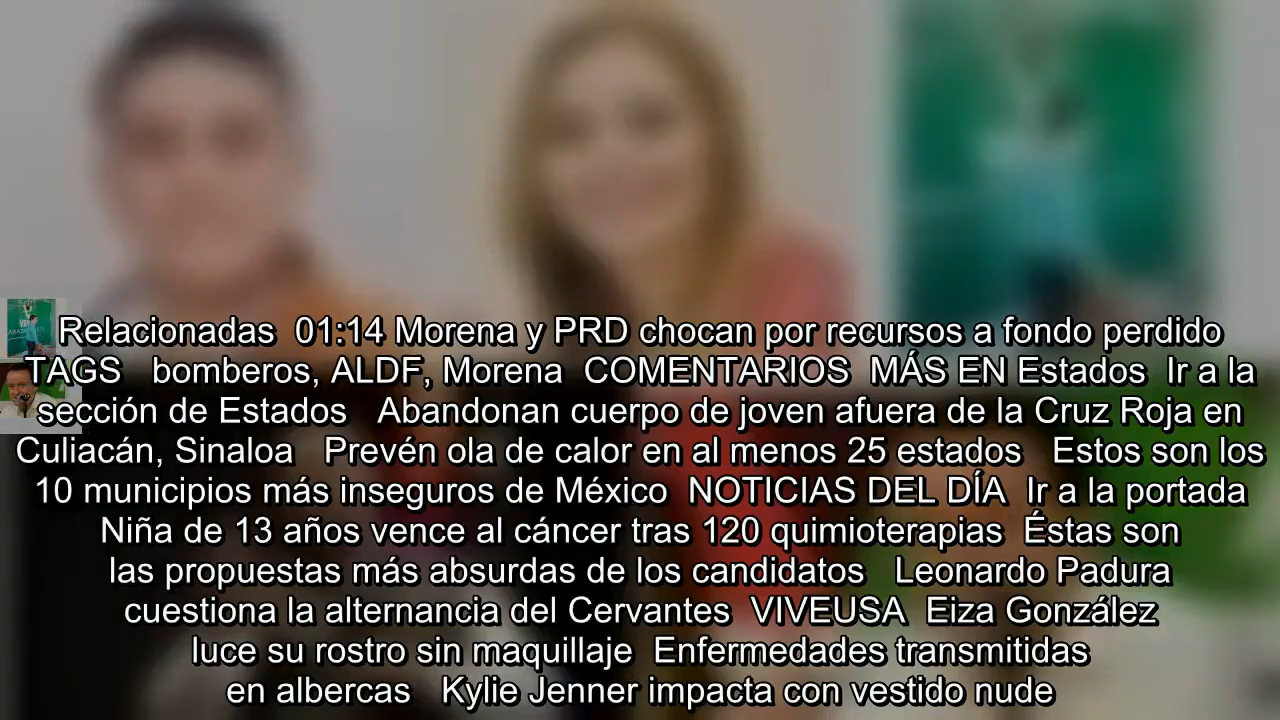 Relacionadas 01:14 Morena y PRD chocan por recursos a fondo perdido
TAGS bomberos, ALDF, Morena COMENTARIOS MÁS EN Estados Ir a la
sección de Estados Abandonan cuerpo de joven afuera de la Cruz Roja en
Culiacán, Sinaloa Prevén ola de calor en al menos 25 estados Estos son los
10 municipios más inseguros de México NOTICIAS DEL DÍA Ir a la portada
Niña de 13 años vence al cáncer tras 120 quimioterapias Éstas son
las propuestas más absurdas de los candidatos Leonardo Padura
cuestiona la alternancia del Cervantes VIVEUSA Eiza González
luce su rostro sin maquillaje Enfermedades transmitidas
en albercas Kylie Jenner impacta con vestido nude